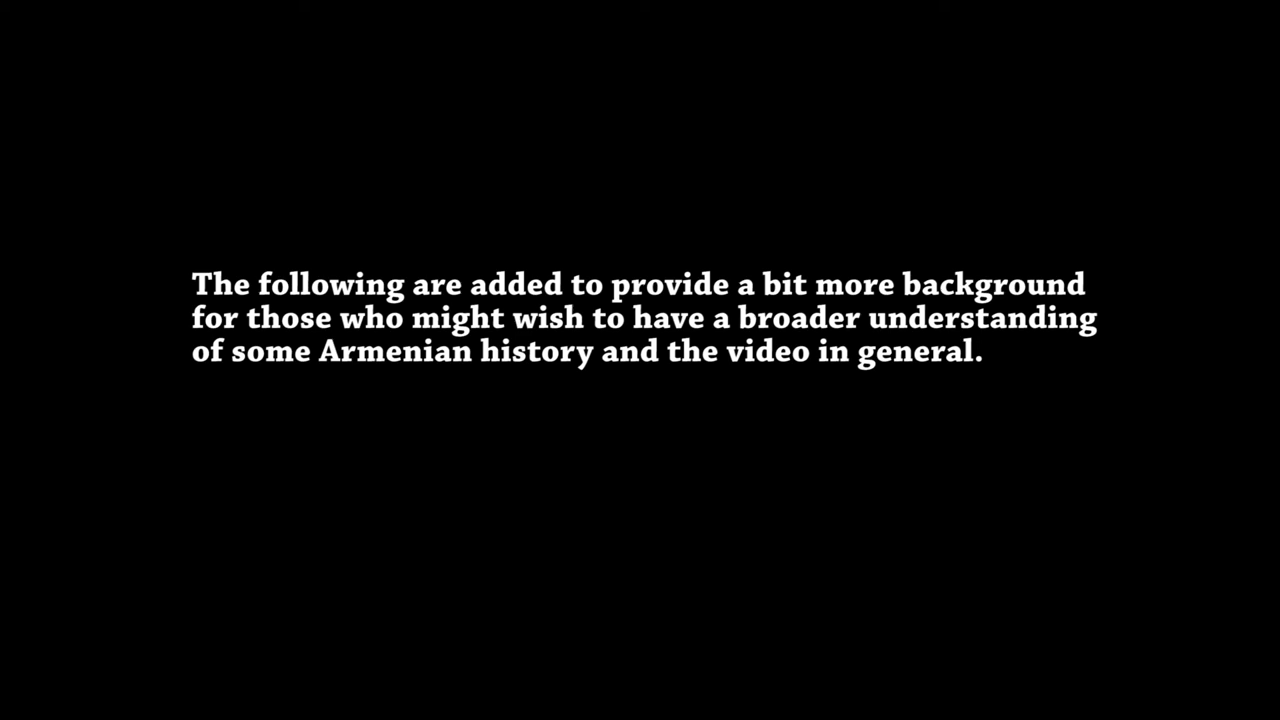 The following are added to provide a bit more background
for those who might wish to have a broader understanding
of some Armenian history and the video in general.